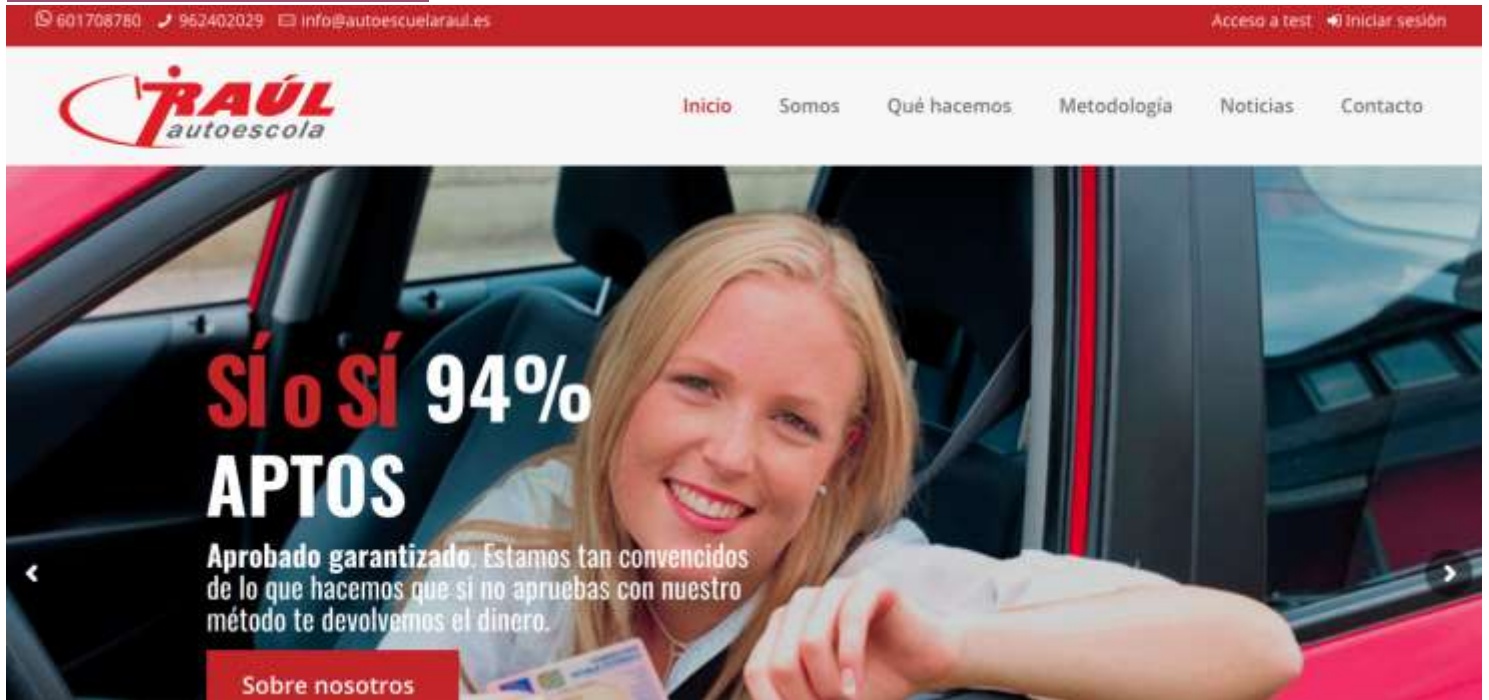 601708780 962402029 info@autoescuelaraul.es Acceso a test Iniciar sesión
RAÚL
autoescola
Inicio Somos Qué hacemos Metodología Noticias Contacto
SÍ o SÍ 94%
APTOS
Aprobado garantizado. Estamos tan convencidos
de lo que hacemos que si no apruebas con nuestro
método te devolvemos el dinero.
Sobre nosotros